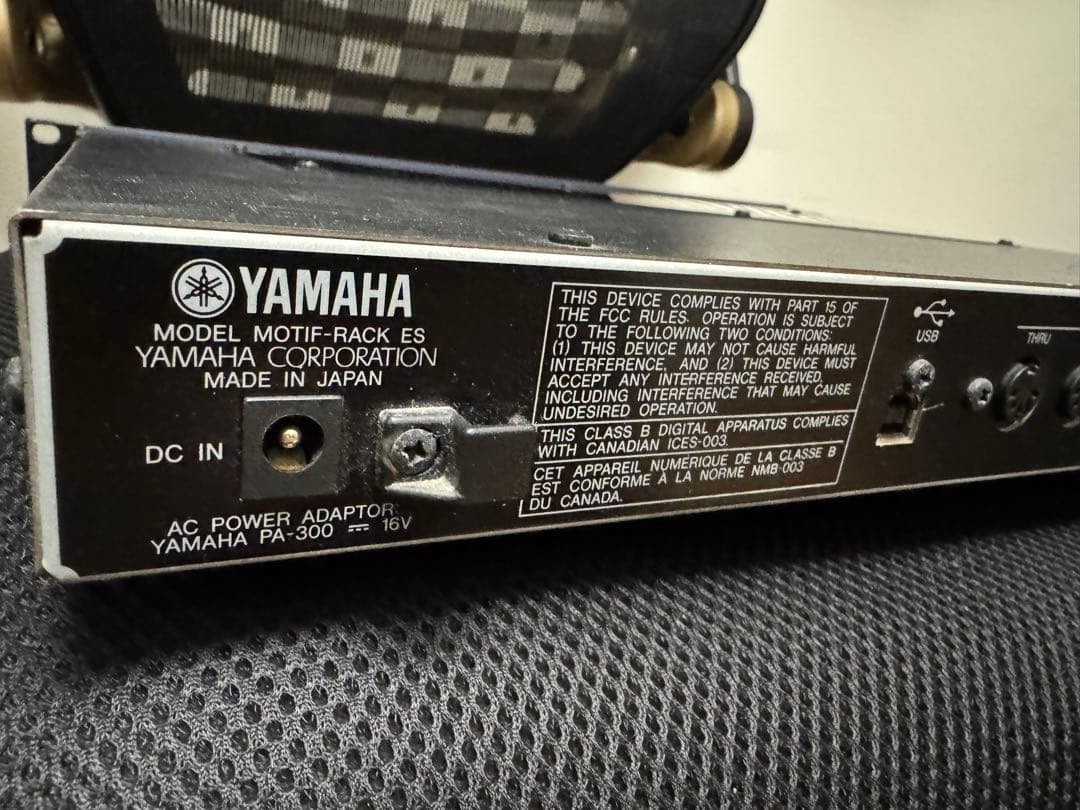 YAMAHA
MODEL MOTIF-RACK ES
YAMAHA CORPORATION
MADE IN JAPAN
DC IN
AC POWER ADAPTOR:
YAMAHA PA-300 ⎓ 16V
THIS DEVICE COMPLIES WITH PART 15 OF
THE FCC RULES. OPERATION IS SUBJECT
TO THE FOLLOWING TWO CONDITIONS:
(1) THIS DEVICE MAY NOT CAUSE HARMFUL
INTERFERENCE, AND (2) THIS DEVICE MUST
ACCEPT ANY INTERFERENCE RECEIVED,
INCLUDING INTERFERENCE THAT MAY CAUSE
UNDESIRED OPERATION.
THIS CLASS B DIGITAL APPARATUS COMPLIES
WITH CANADIAN ICES-003.
CET APPAREIL NUMÉRIQUE DE LA CLASSE B
EST CONFORME À LA NORME NMB-003
DU CANADA.
USB
THRU